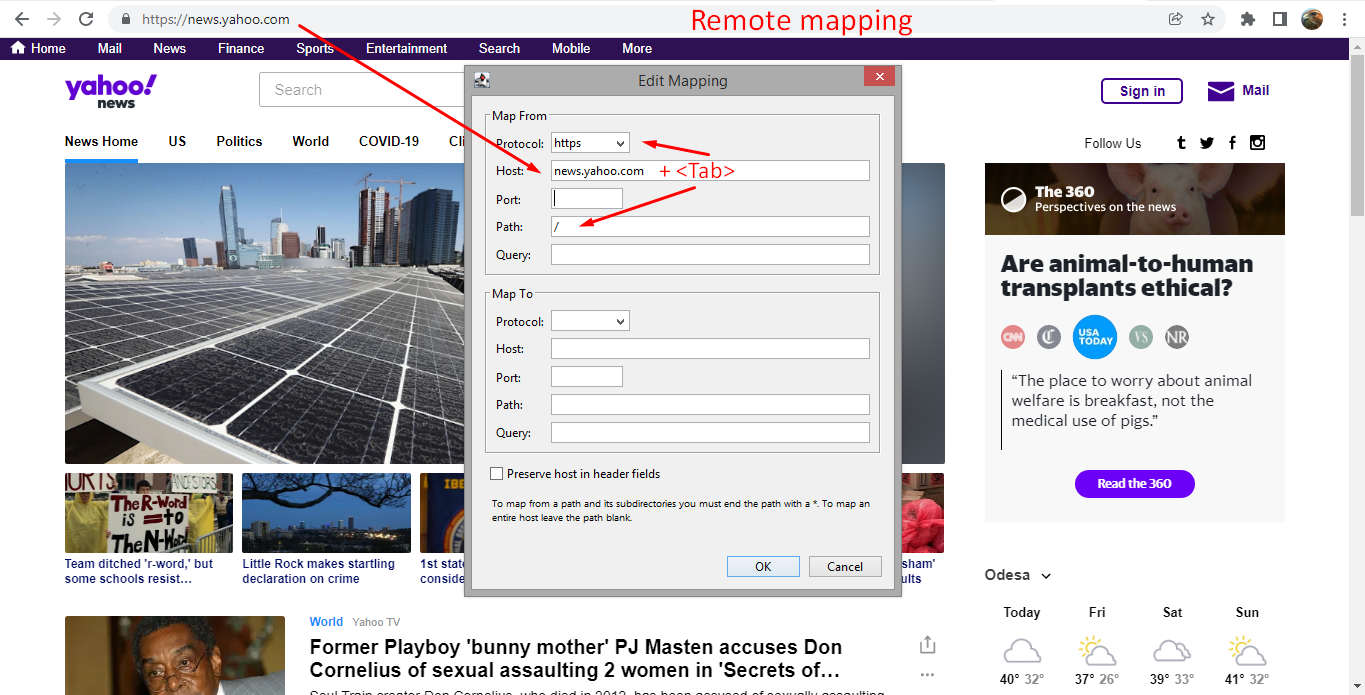 https://news.yahoo.com
Remote mapping
Home Mail News Finance Sports Entertainment Search Mobile More
yahoo!
news
Search
Sign in
Mail
News Home US Politics World COVID-19
Follow Us
Edit Mapping
Map From
Protocol: https
Host: news.yahoo.com + <Tab>
Port:
Path: /
Query:
Map To
Protocol:
Host:
Port:
Path:
Query:
Preserve host in header fields
To map from a path and its subdirectories you must end the path with a *. To map an
entire host leave the path blank.
OK Cancel
The 360
Perspectives on the news
Are animal-to-human
transplants ethical?
CNN
USA
TODAY
VS
NR
“The place to worry about animal
welfare is breakfast, not the
medical use of pigs.”
Read the 360
The R-Word
is =to
The N-Word
Team ditched 'r-word,' but
some schools resist...
Little Rock makes startling
declaration on crime
1st stat
conside
sham'
ults
Odesa
Today Fri Sat Sun
40° 32° 37° 26° 39° 33° 41° 32°
World Yahoo TV
Former Playboy 'bunny mother' PJ Masten accuses Don
Cornelius of sexual assaulting 2 women in 'Secrets of...
Soul Train creator Don Cornelius, who died in 2012, has been accused of sexually assaulting